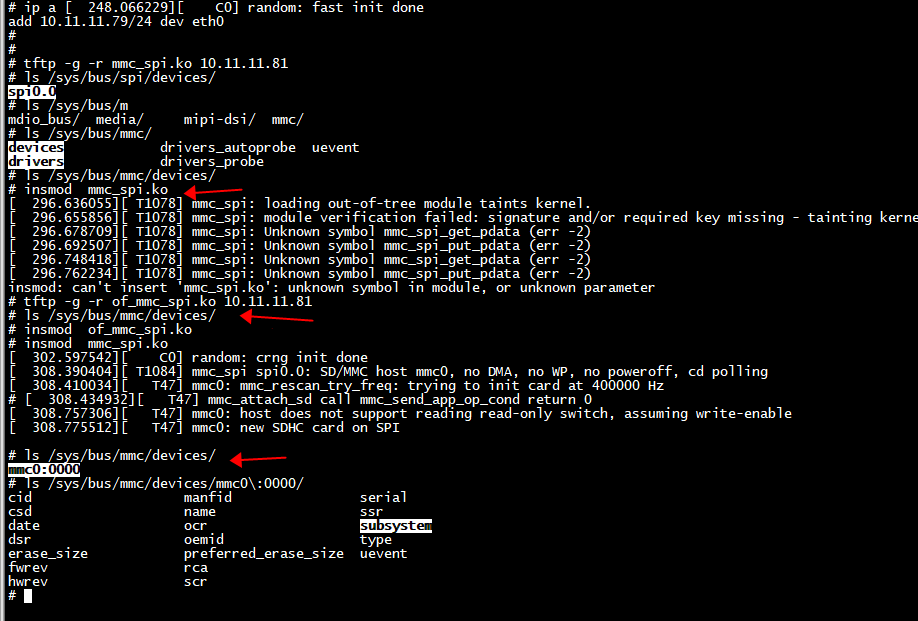 # ip a [  248.066229][    C0] random: fast init done
add 10.11.11.79/24 dev eth0
#
#
# tftp -g -r mmc_spi.ko 10.11.11.81
# ls /sys/bus/spi/devices/
spi0.0
# ls /sys/bus/m
mdio_bus/  media/     mipi-dsi/  mmc/
# ls /sys/bus/mmc/
devices            drivers_autoprobe  uevent
drivers            drivers_probe
# ls /sys/bus/mmc/devices/
# insmod  mmc_spi.ko
[  296.636055][ T1078] mmc_spi: loading out-of-tree module taints kernel.
[  296.655856][ T1078] mmc_spi: module verification failed: signature and/or required key missing - tainting kerne
[  296.678709][ T1078] mmc_spi: Unknown symbol mmc_spi_get_pdata (err -2)
[  296.692507][ T1078] mmc_spi: Unknown symbol mmc_spi_put_pdata (err -2)
[  296.748418][ T1078] mmc_spi: Unknown symbol mmc_spi_get_pdata (err -2)
[  296.762234][ T1078] mmc_spi: Unknown symbol mmc_spi_put_pdata (err -2)
insmod: can't insert 'mmc_spi.ko': unknown symbol in module, or unknown parameter
# tftp -g -r of_mmc_spi.ko 10.11.11.81
# ls /sys/bus/mmc/devices/
# insmod  of_mmc_spi.ko
# insmod  mmc_spi.ko
[  302.597542][    C0] random: crng init done
[  308.390404][ T1084] mmc_spi spi0.0: SD/MMC host mmc0, no DMA, no WP, no poweroff, cd polling
[  308.410034][   T47] mmc0: mmc_rescan_try_freq: trying to init card at 400000 Hz
# [  308.434932][   T47] mmc_attach_sd call mmc_send_app_op_cond return 0
[  308.757306][   T47] mmc0: host does not support reading read-only switch, assuming write-enable
[  308.775512][   T47] mmc0: new SDHC card on SPI
# ls /sys/bus/mmc/devices/
mmc0:0000
# ls /sys/bus/mmc/devices/mmc0\:0000/
cid                   manfid                serial
csd                   name                  ssr
date                  ocr                   subsystem
dsr                   oemid                 type
erase_size            preferred_erase_size  uevent
fwrev                 rca
hwrev                 scr
#